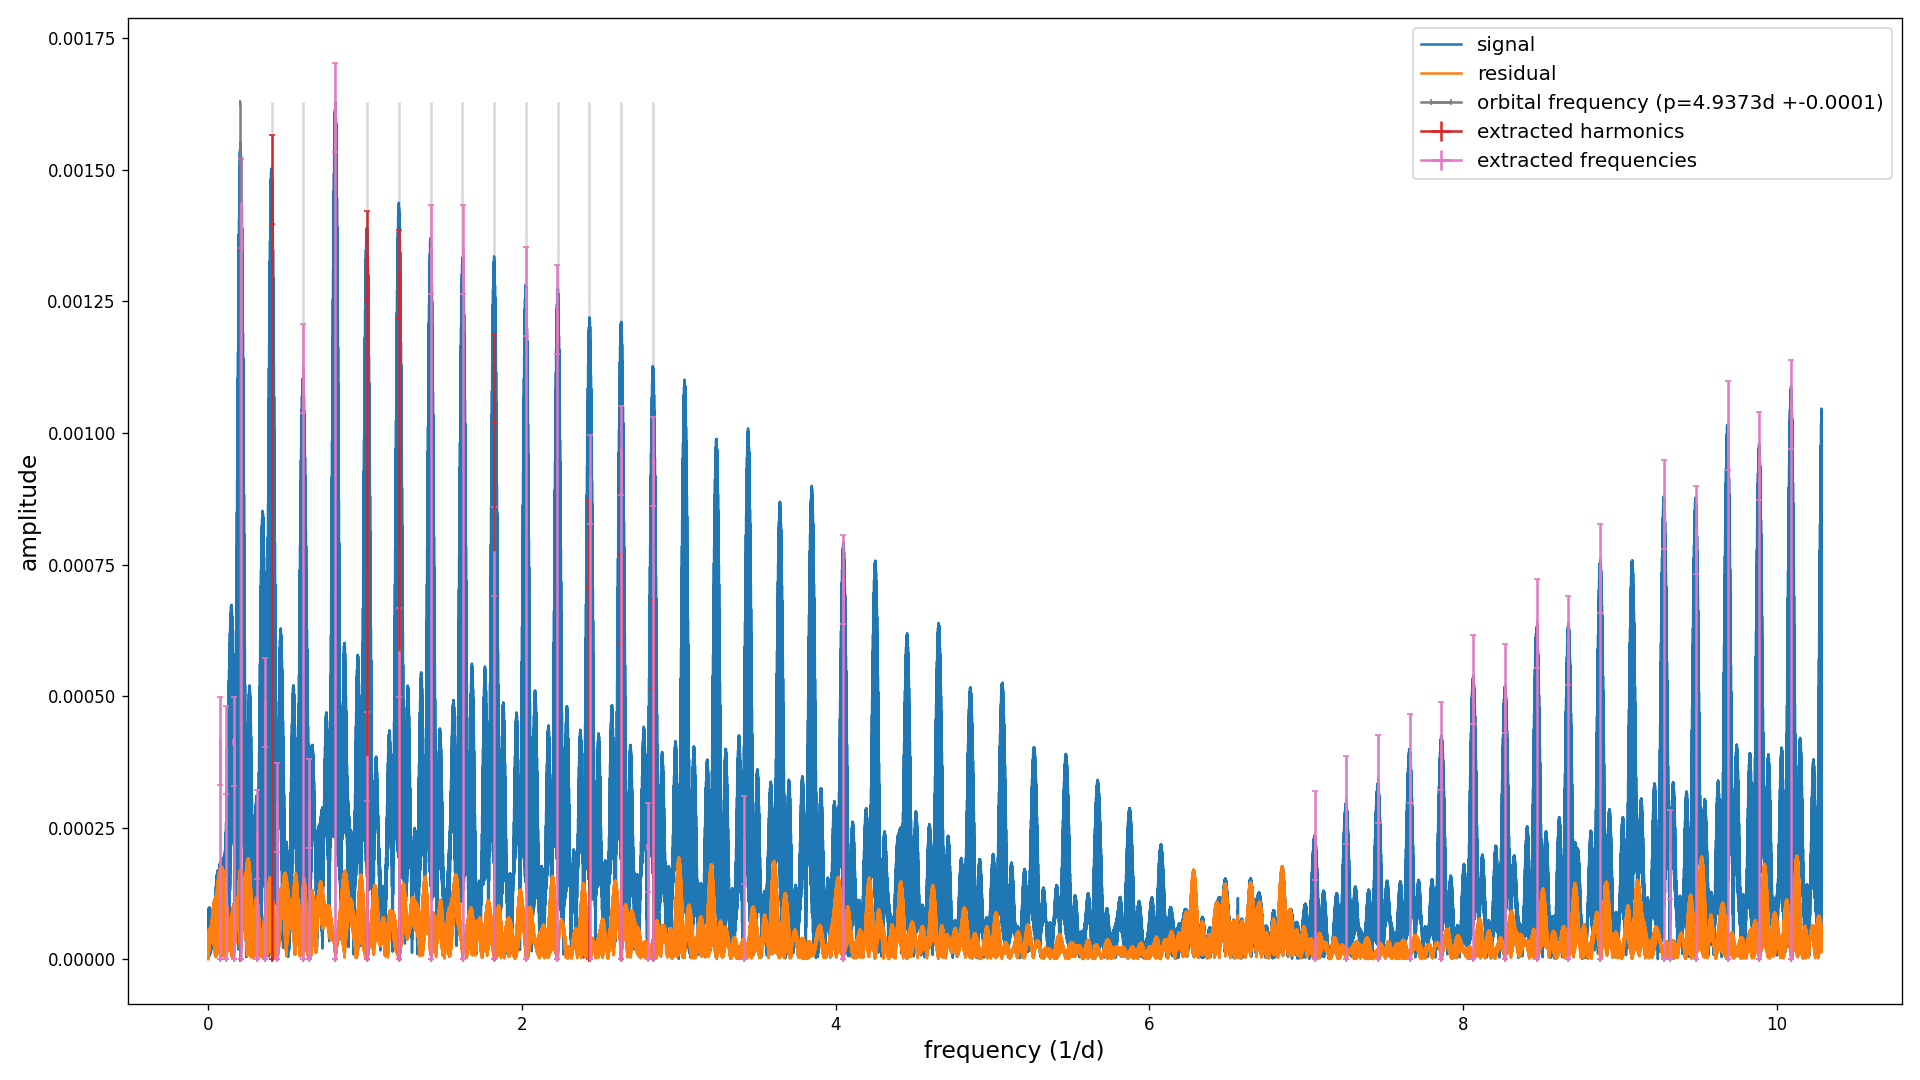 0.00175
0.00150
0.00125
0.00100
0.00075
0.00050
0.00025
0.00000
amplitude
0 2 4 6 8 10
frequency (1/d)
signal
residual
orbital frequency (p=4.9373d +-0.0001)
extracted harmonics
extracted frequencies